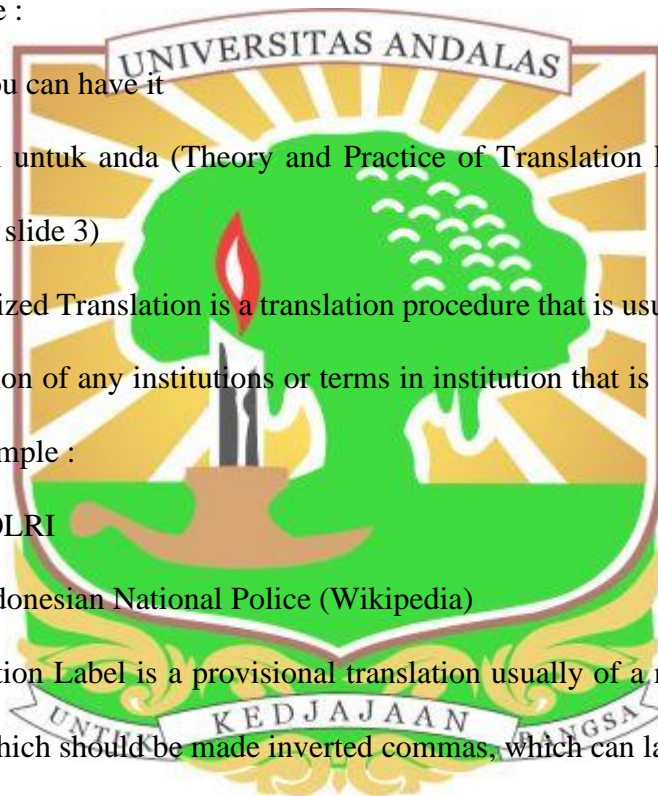 e :
UNIVERSITAS ANDALAS
ou can have it
untuk anda (Theory and Practice of Translation
slide 3)
ized Translation is a translation procedure that is usu
ion of any institutions or terms in institution that is
mple :
OLRI
donesian National Police (Wikipedia)
tion Label is a provisional translation usually of a
UNTUK KEDJAJAAN BANGSA
hich should be made inverted commas, which can la